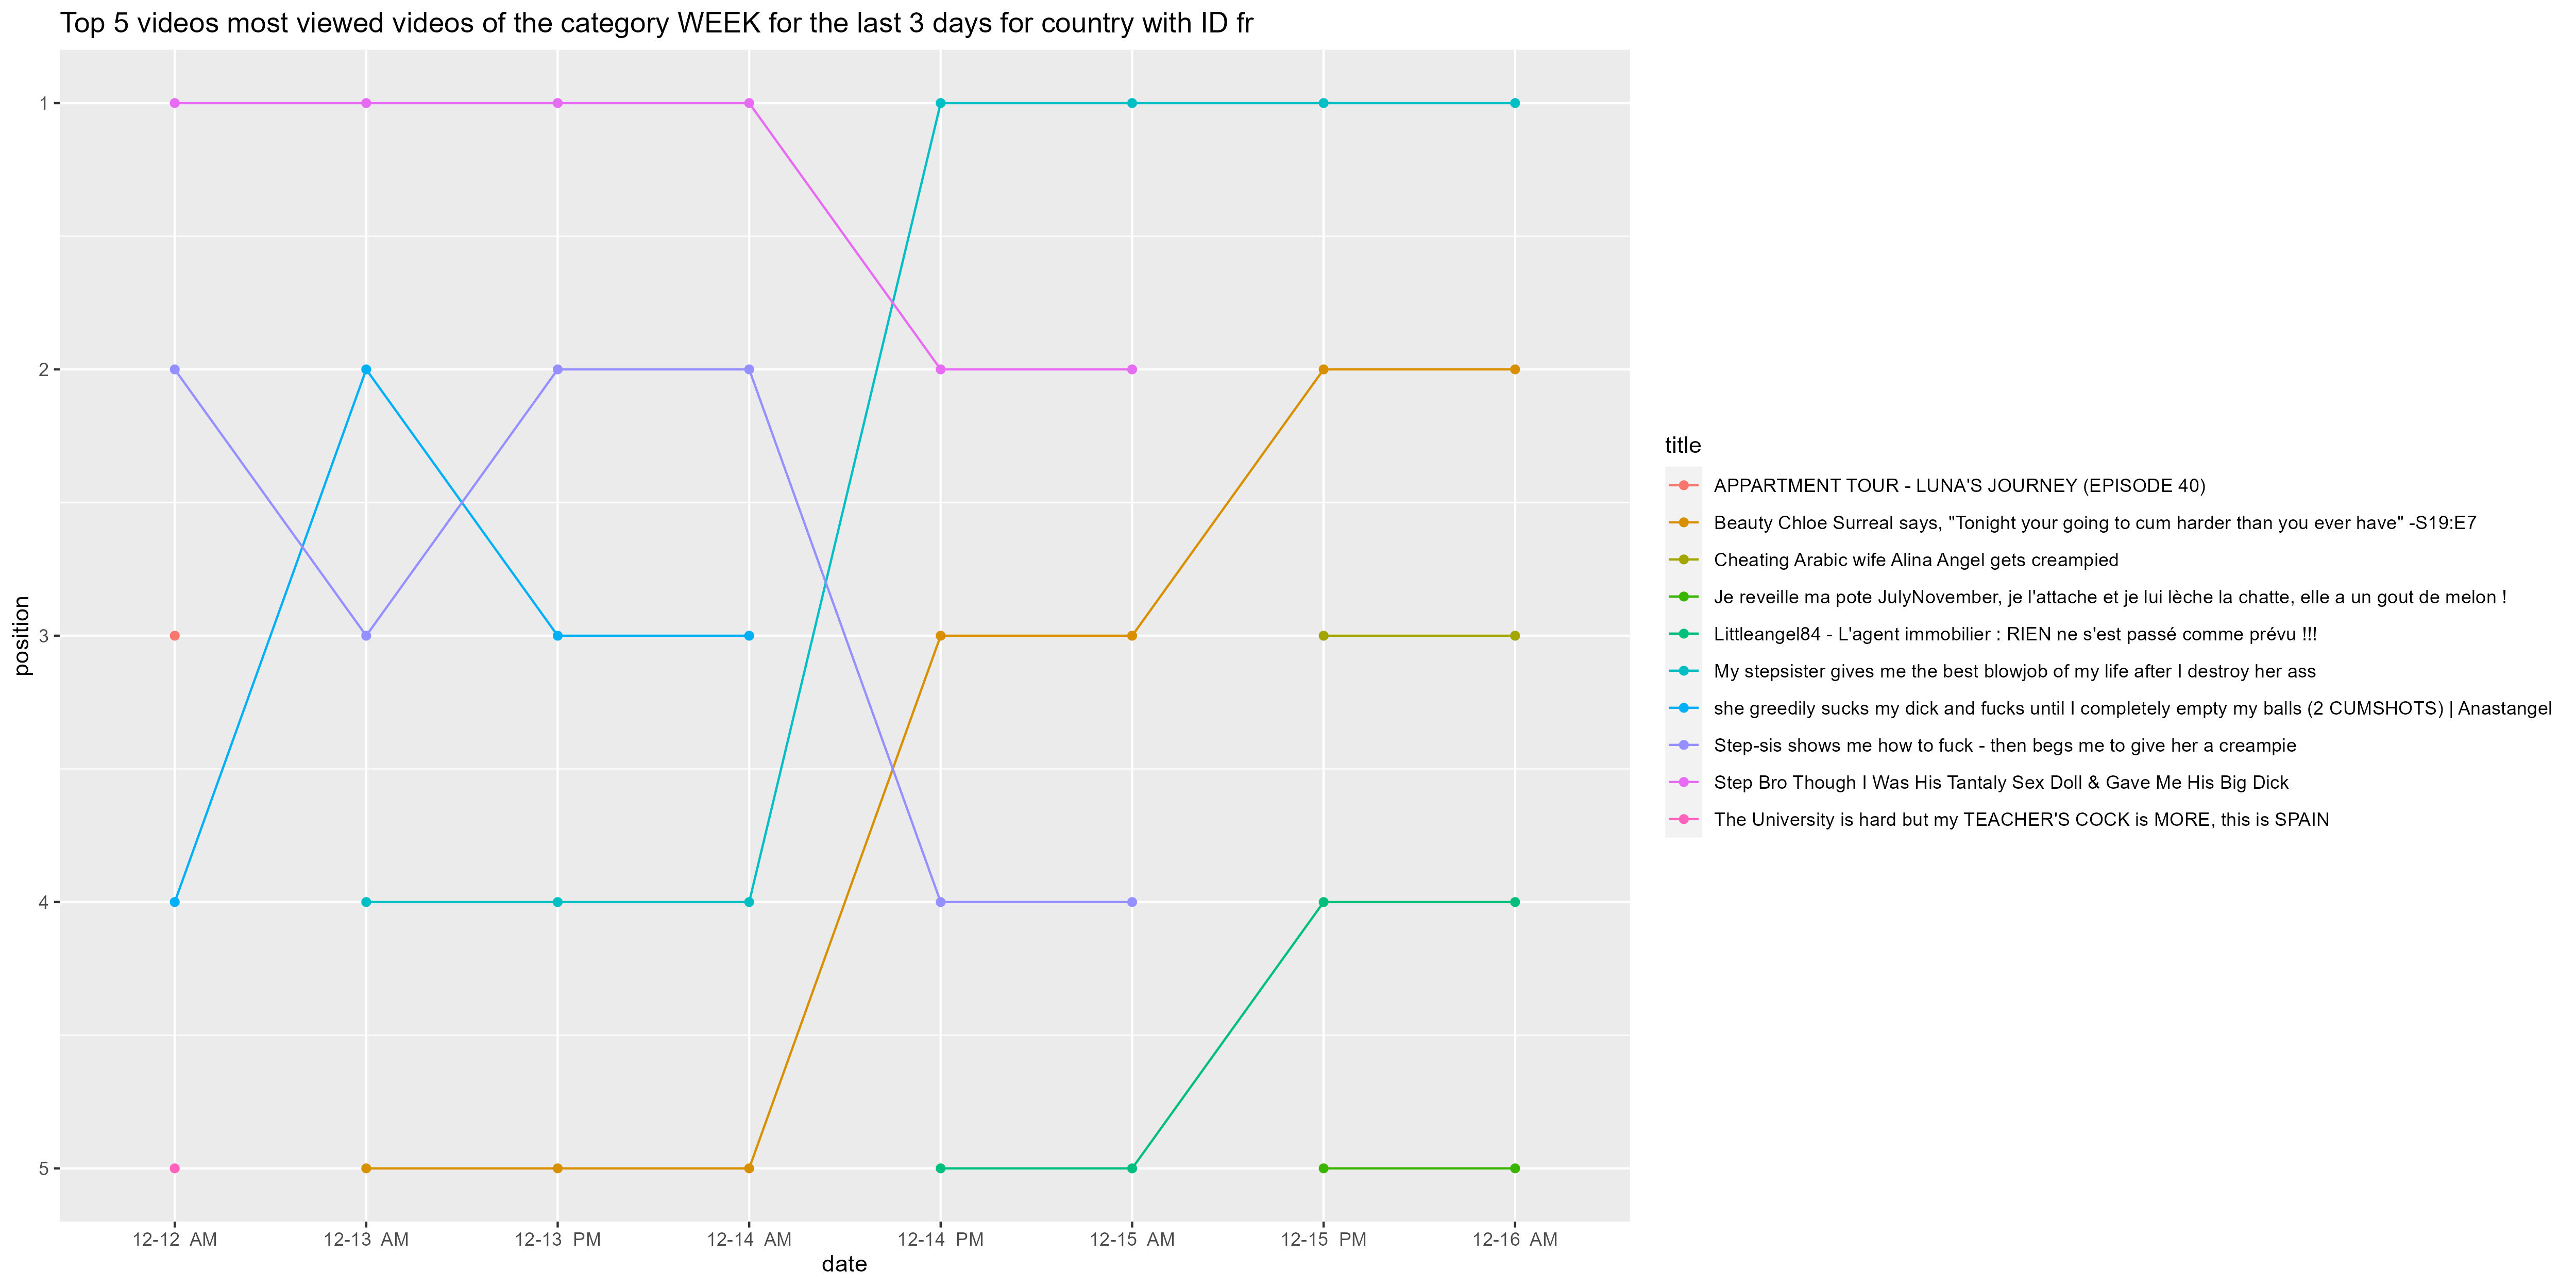 Top 5 videos most viewed videos of the category WEEK for the last 3 days for country with ID fr
position
1
2
3
4
5
12-12 AM
12-13 AM
12-13 PM
12-14 AM
12-14 PM
12-15 AM
12-15 PM
12-16 AM
date
title
APPARTMENT TOUR - LUNA'S JOURNEY (EPISODE 40)
Beauty Chloe Surreal says, "Tonight your going to cum harder than you ever have" -S19:E7
Cheating Arabic wife Alina Angel gets creampied
Je reveille ma pote JulyNovember, je l'attache et je lui lèche la chatte, elle a un gout de melon !
Littleangel84 - L'agent immobilier : RIEN ne s'est passé comme prévu !!!
My stepsister gives me the best blowjob of my life after I destroy her ass
she greedily sucks my dick and fucks until I completely empty my balls (2 CUMSHOTS) | Anastangel
Step-sis shows me how to fuck - then begs me to give her a creampie
Step Bro Though I Was His Tantaly Sex Doll & Gave Me His Big Dick
The University is hard but my TEACHER'S COCK is MORE, this is SPAIN